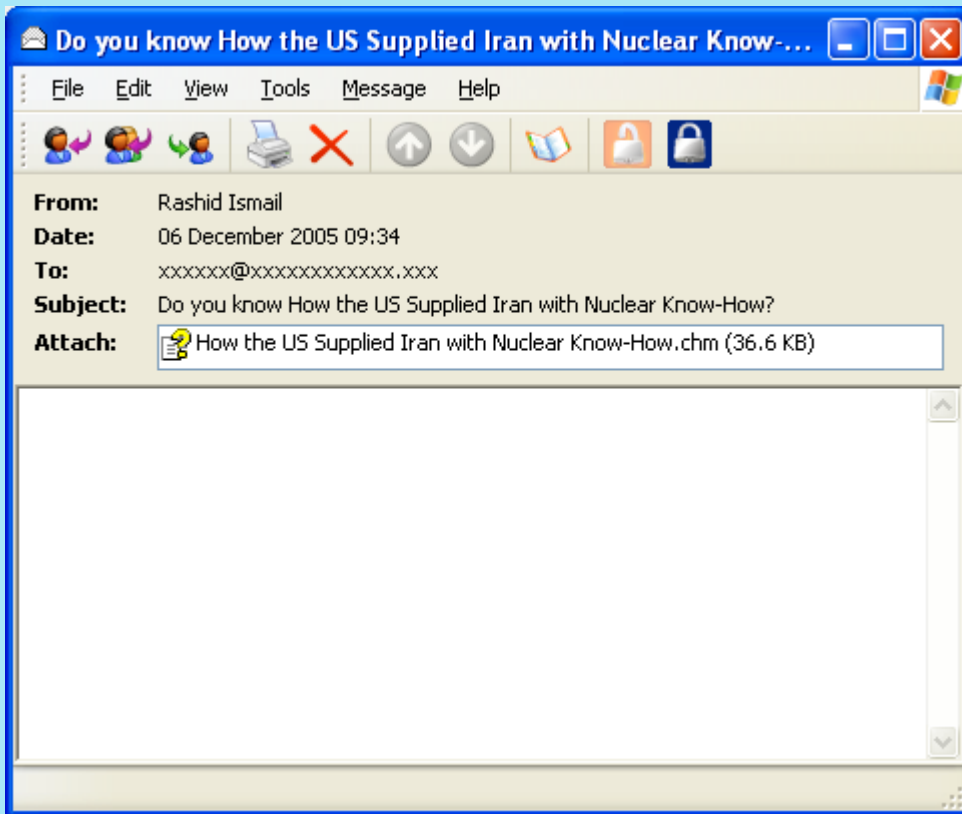 Do you know How the US Supplied Iran with Nuclear Know-...
File Edit View Tools Message Help
From: Rashid Ismail
Date: 06 December 2005 09:34
To: xxxxxx@xxxxxxxxxxxx.xxx
Subject: Do you know How the US Supplied Iran with Nuclear Know-How?
Attach: How the US Supplied Iran with Nuclear Know-How.chm (36.6 KB)